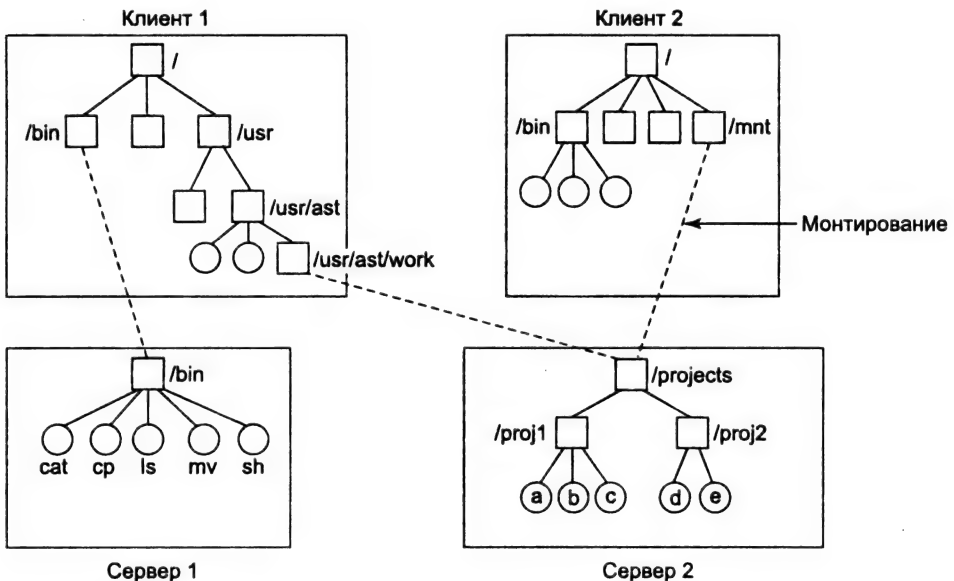 Клиент 1
Клиент 2
/
/
/bin
/usr
/bin
/mnt
/usr/ast
/usr/ast/work
Монтирование
/bin
/projects
/proj1
/proj2
cat cp ls mv sh
a b c d e
Сервер 1
Сервер 2